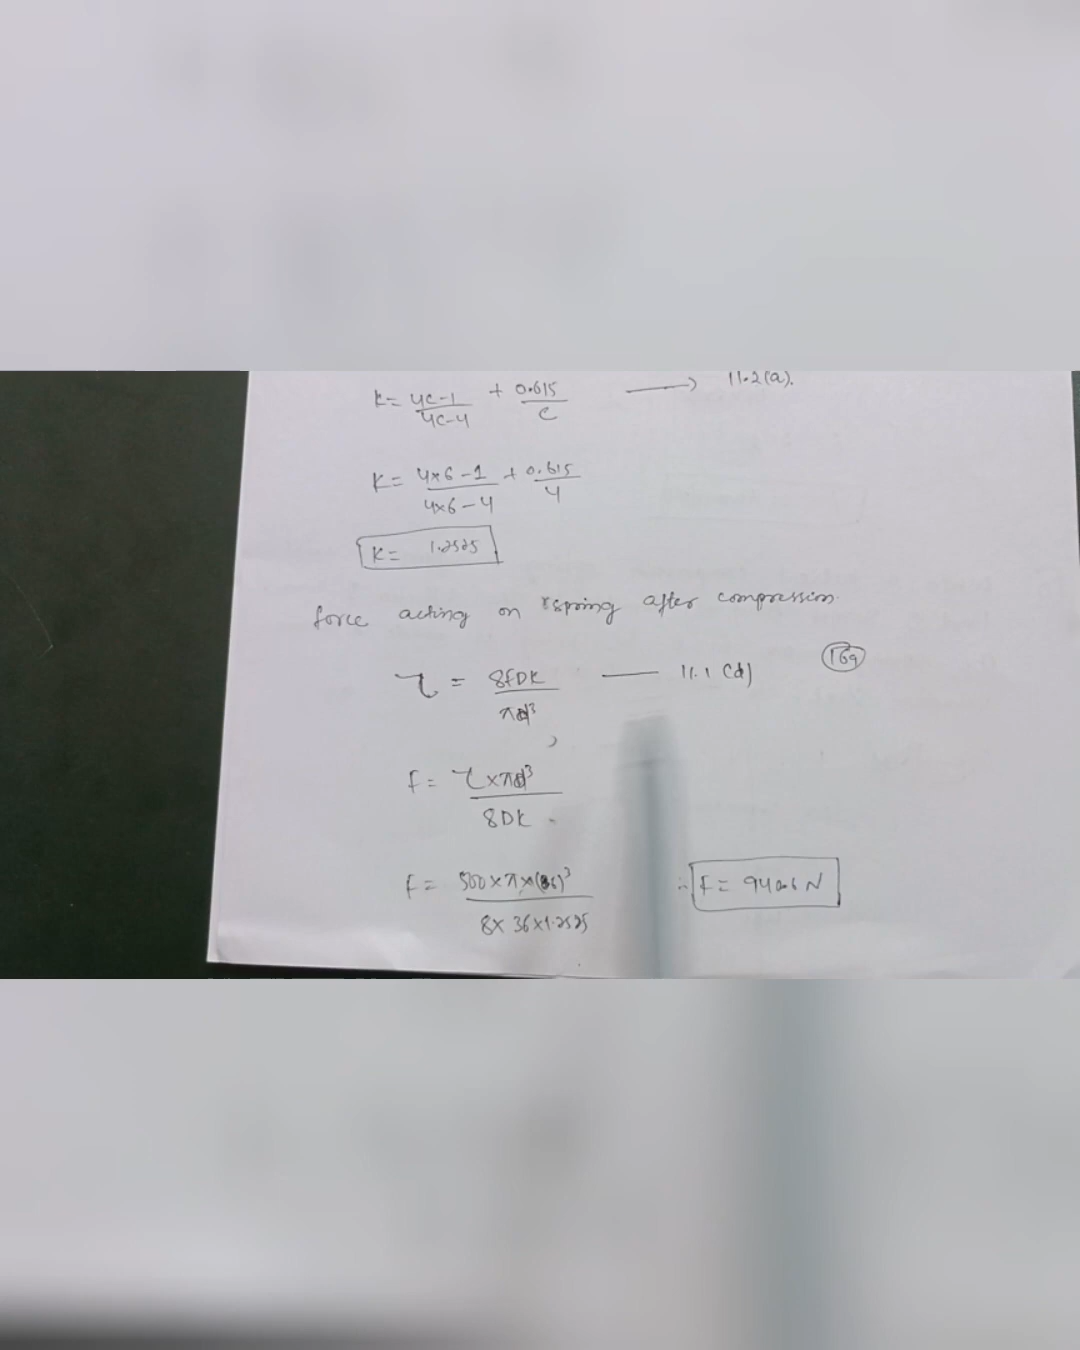 K = 4C-1/4C-4 + 0.615/C → 11.2(a).
K = 4×6-1/4×6-4 + 0.615/4
K = 1.2525
force acting on spring after compression.
τ = 8FDK/πd³ — 11.1 (d) 169
F = τ×πd³/8DK
F = 500×π×(6)³/8×36×1.2525 ∴ F = 940.6 N